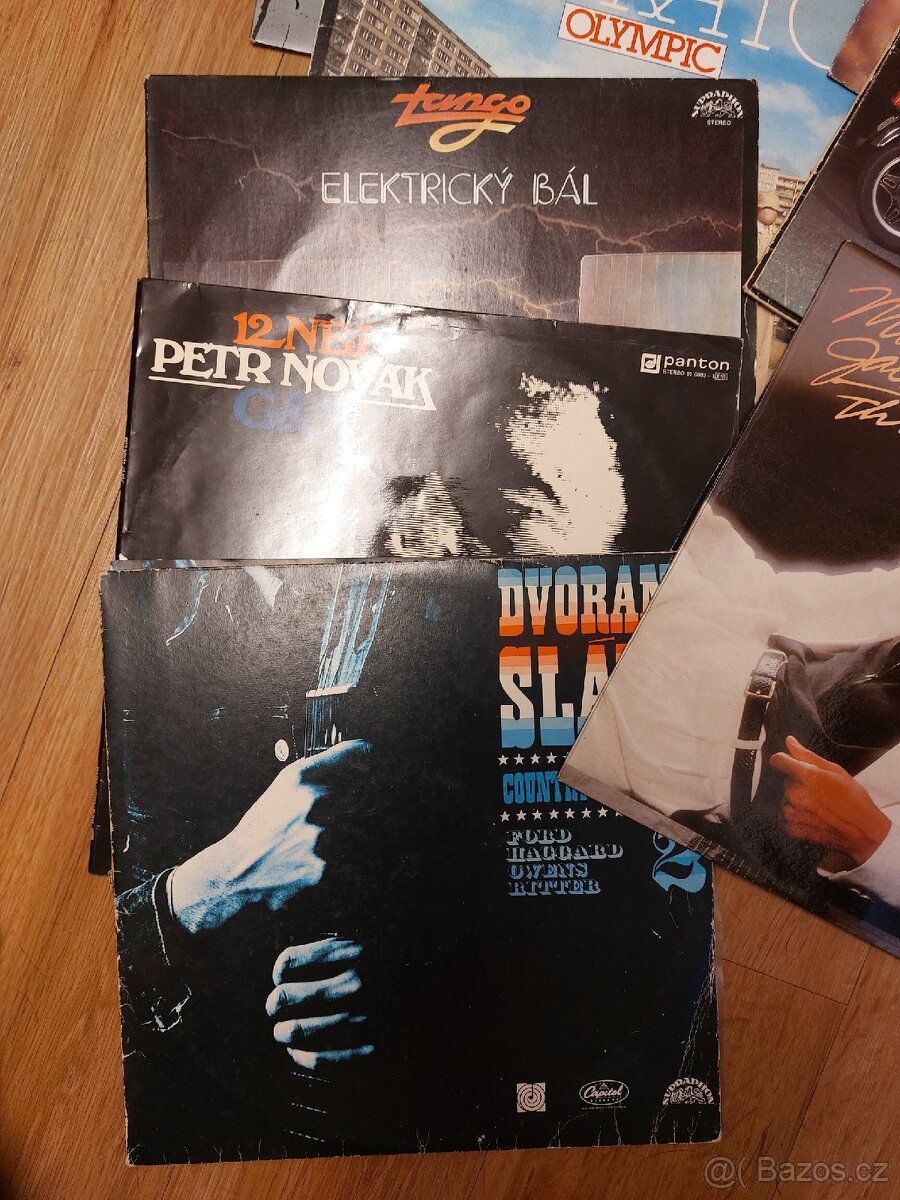 OLYMPIC
tango
SUPRAPHON
STEREO
ELEKTRICKÝ BÁL
12 NEJ
PETR NOVÁK
panton
DVORAN
SLÁ
COUNTR
FORD
HAGGARD
OWENS
RITTER
2
Capitol
SUPRAPHON
@( Bazos.cz